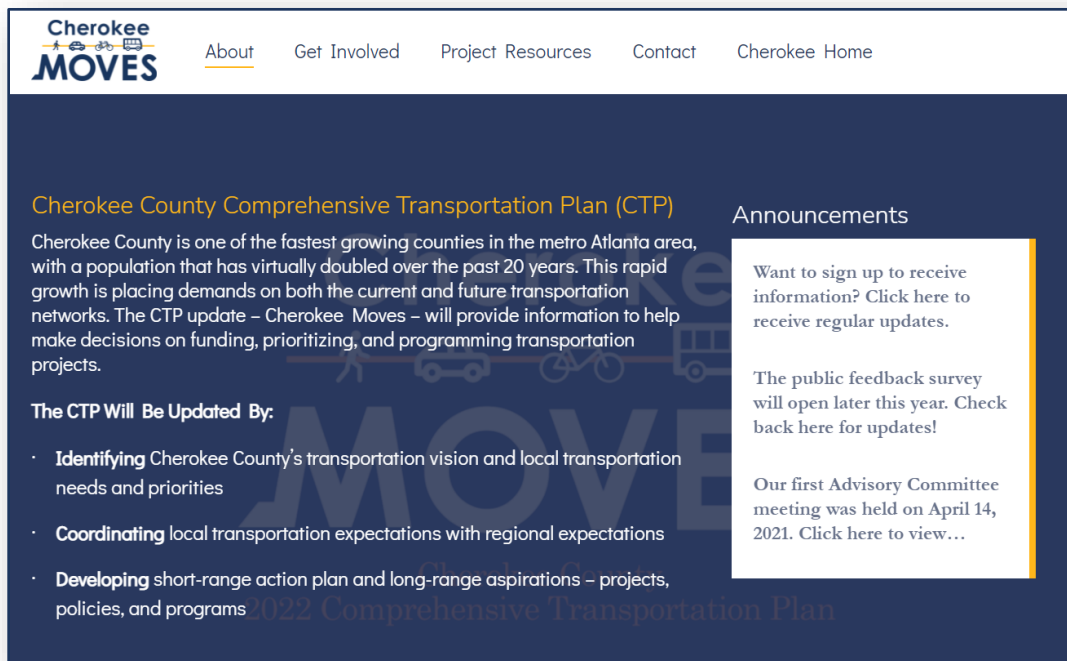 Cherokee
MOVES
About Get Involved Project Resources Contact Cherokee Home
Cherokee County Comprehensive Transportation Plan (CTP)
Cherokee County is one of the fastest growing counties in the metro Atlanta area,
with a population that has virtually doubled over the past 20 years. This rapid
growth is placing demands on both the current and future transportation
networks. The CTP update – Cherokee Moves – will provide information to help
make decisions on funding, prioritizing, and programming transportation
projects.
The CTP Will Be Updated By:
· Identifying Cherokee County's transportation vision and local transportation
needs and priorities
· Coordinating local transportation expectations with regional expectations
· Developing short-range action plan and long-range aspirations – projects,
policies, and programs
Announcements
Want to sign up to receive
information? Click here to
receive regular updates.
The public feedback survey
will open later this year. Check
back here for updates!
Our first Advisory Committee
meeting was held on April 14,
2021. Click here to view…
Cherokee
MOVE
Cherokee County
2022 Comprehensive Transportation Plan